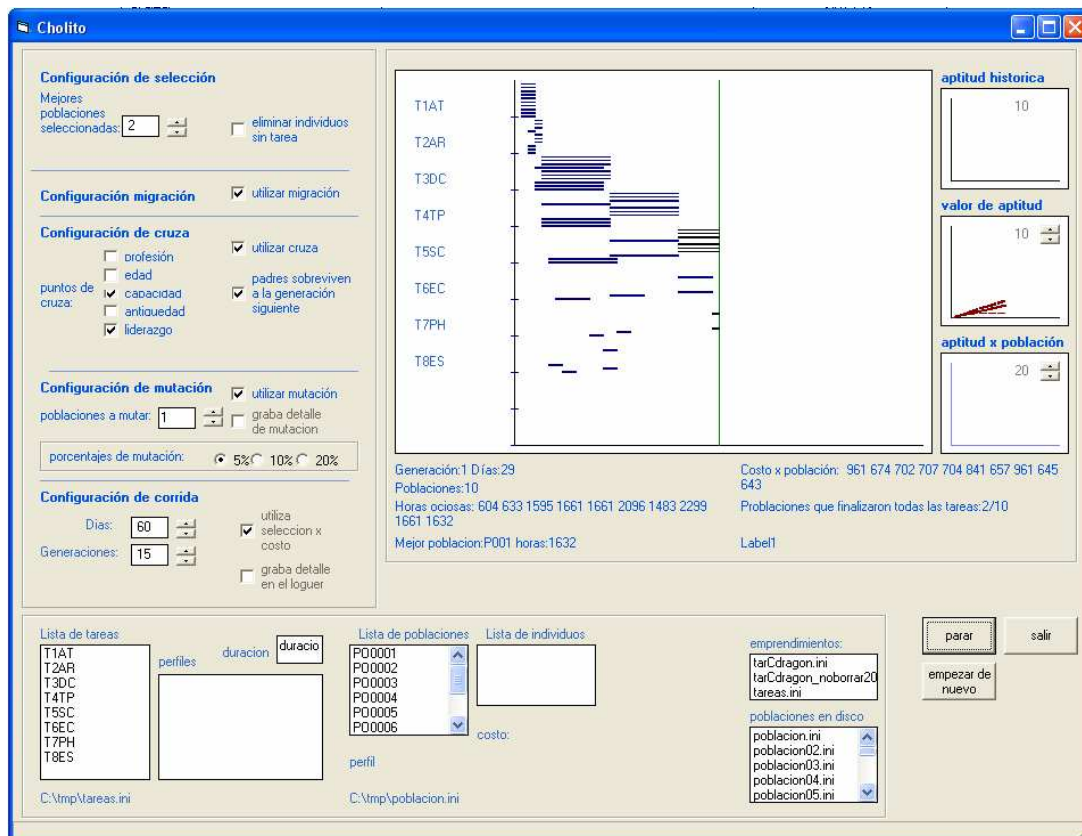 Cholito
Configuración de selección
Mejores
poblaciones
seleccionadas: 2
eliminar individuos
sin tarea
Configuración migración
utilizar migración
Configuración de cruza
utilizar cruza
puntos de
cruza:
profesión
edad
capacidad
antiguedad
liderazgo
padres sobreviven
a la generación
siguiente
Configuración de mutación
utilizar mutación
poblaciones a mutar: 1
graba detalle
de mutacion
porcentajes de mutación: 5% 10% 20%
Configuración de corrida
Dias: 60
Generaciones: 15
utiliza
seleccion x
costo
graba detalle
en el loguer
T1AT
T2AR
T3DC
T4TP
T5SC
T6EC
T7PH
T8ES
Generación:1 Días:29
Poblaciones:10
Horas ociosas: 604 633 1595 1661 1661 2096 1483 2299
1661 1632
Mejor poblacion:P001 horas:1632
Costo x población: 961 674 702 707 704 841 657 961 645
643
Problaciones que finalizaron todas las tareas:2/10
Label1
aptitud historica
10
valor de aptitud
10
aptitud x población
20
Lista de tareas
T1AT
T2AR
T3DC
T4TP
T5SC
T6EC
T7PH
T8ES
C:\tmp\tareas.ini
perfiles
duracion
duracio
Lista de poblaciones
PO0001
PO0002
PO0003
PO0004
PO0005
PO0006
perfil
C:\tmp\poblacion.ini
Lista de individuos
costo:
emprendimientos:
tarCdragon.ini
tarCdragon_noborrar20
tareas.ini
poblaciones en disco
poblacion.ini
poblacion02.ini
poblacion03.ini
poblacion04.ini
poblacion05.ini
parar
salir
empezar de
nuevo